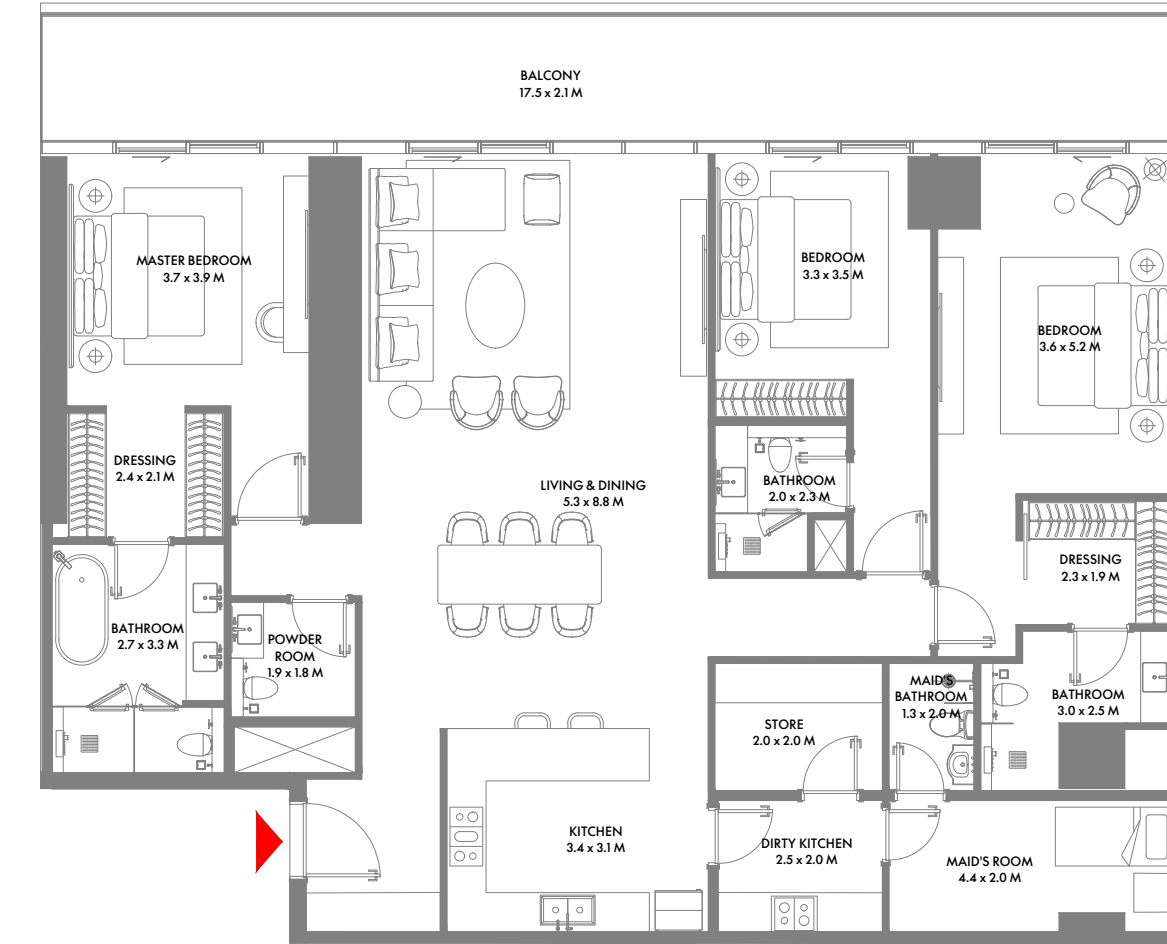 BALCONY
17.5 x 2.1 M
MASTER BEDROOM
3.7 x 3.9 M
BEDROOM
3.3 x 3.5 M
BEDROOM
3.6 x 5.2 M
DRESSING
2.4 x 2.1 M
LIVING & DINING
5.3 x 8.8 M
BATHROOM
2.0 x 2.3 M
DRESSING
2.3 x 1.9 M
BATHROOM
2.7 x 3.3 M
POWDER
ROOM
1.9 x 1.8 M
MAID'S
BATHROOM
1.3 x 2.0 M
BATHROOM
3.0 x 2.5 M
STORE
2.0 x 2.0 M
KITCHEN
3.4 x 3.1 M
DIRTY KITCHEN
2.5 x 2.0 M
MAID'S ROOM
4.4 x 2.0 M